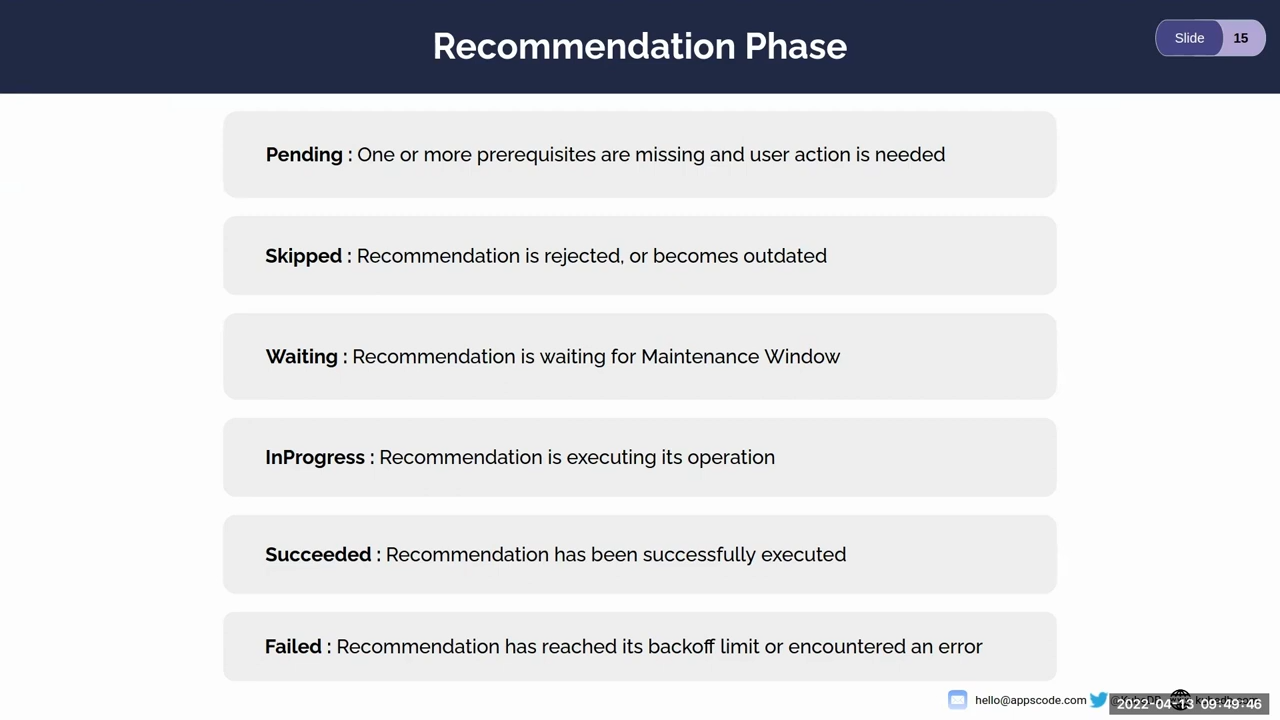 Recommendation Phase
Slide 15
Pending : One or more prerequisites are missing and user action is needed
Skipped : Recommendation is rejected, or becomes outdated
Waiting : Recommendation is waiting for Maintenance Window
InProgress : Recommendation is executing its operation
Succeeded : Recommendation has been successfully executed
Failed : Recommendation has reached its backoff limit or encountered an error
hello@appscode.com
2022-04-13 09:49:46